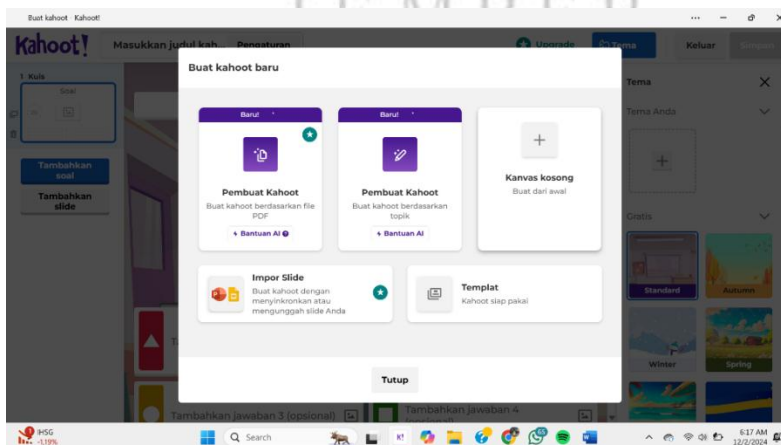 Buat kahoot Kahoot!
Kahoot!
Masukkan judul kah...
Pengaturan
Upgrade
Tema
Keluar
Simpan
Buat kahoot baru
1 Kuis
Soal
Tambahkan
soal
Tambahkan
slide
Baru!
Pembuat Kahoot
Buat kahoot berdasarkan file
PDF
Bantuan AI
Baru!
Pembuat Kahoot
Buat kahoot berdasarkan
topik
Bantuan AI
Kanvas kosong
Buat dari awal
Impor Slide
Buat kahoot dengan
menyinkronkan atau
mengunggah slide Anda
Templat
Kahoot siap pakai
Tutup
Tambahkan jawaban 3 (opsional)
Tambahkan jawaban 4
Tema
Tema Anda
Gratis
Standard
Autumn
Winter
Spring
IHSG
-1,19%
Search
6:17 AM
12/2/2024